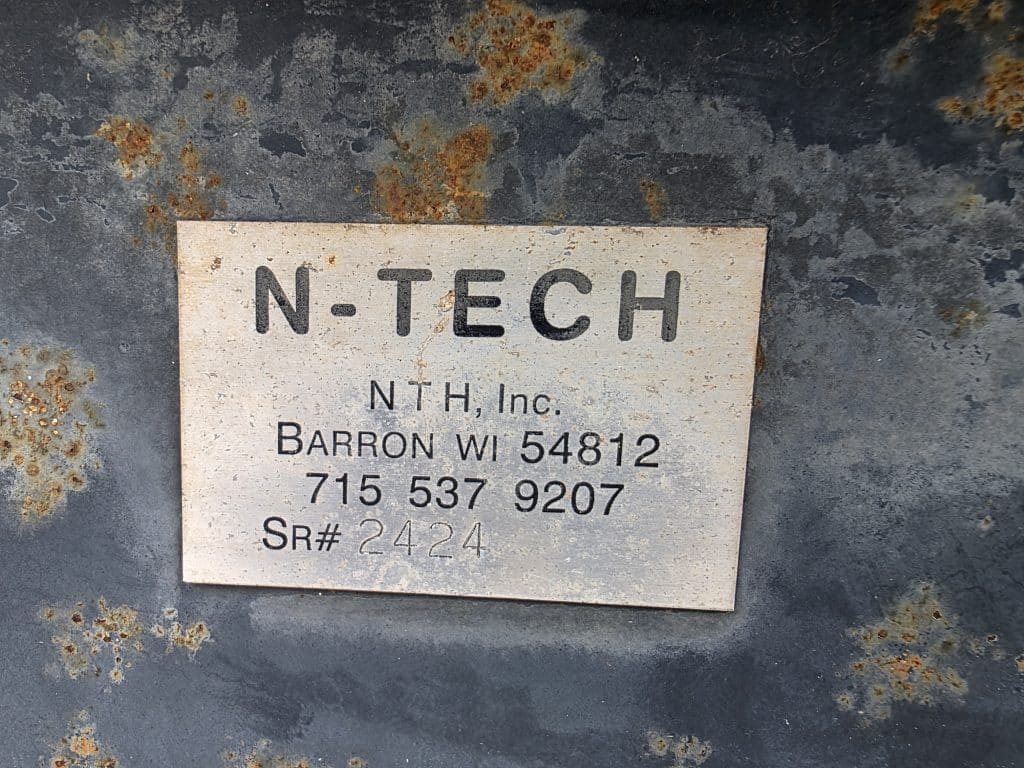 N-TECH
NTH, Inc.
BARRON WI 54812
715 537 9207
SR# 2424